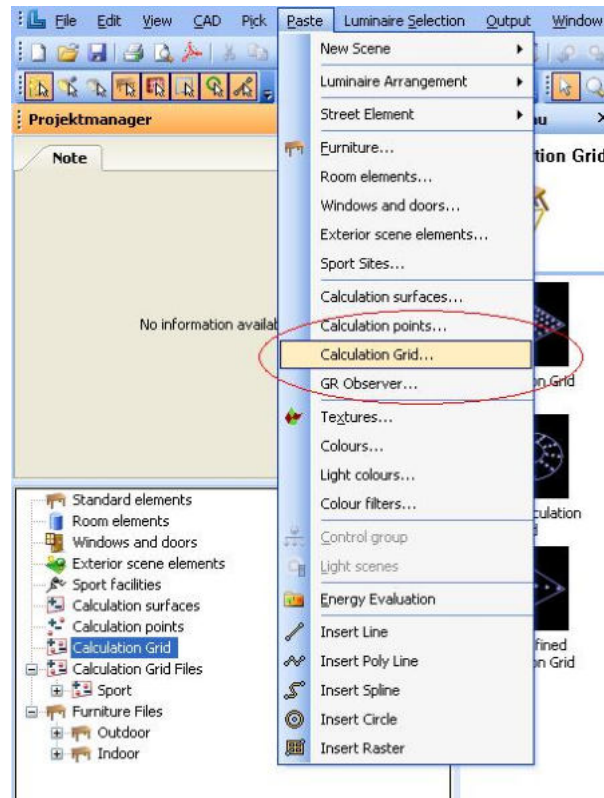 File Edit View CAD Pick Paste Luminaire Selection Output Window
Projektmanager
Note
No information availab
Standard elements
Room elements
Windows and doors
Exterior scene elements
Sport facilities
Calculation surfaces
Calculation points
Calculation Grid
Calculation Grid Files
Sport
Furniture Files
Outdoor
Indoor
New Scene
Luminaire Arrangement
Street Element
Furniture...
Room elements...
Windows and doors...
Exterior scene elements...
Sport Sites...
Calculation surfaces...
Calculation points...
Calculation Grid...
GR Observer...
Textures...
Colours...
Light colours...
Colour filters...
Control group
Light scenes
Energy Evaluation
Insert Line
Insert Poly Line
Insert Spline
Insert Circle
Insert Raster
tion Grid
on Grid
culation
fined
on Grid